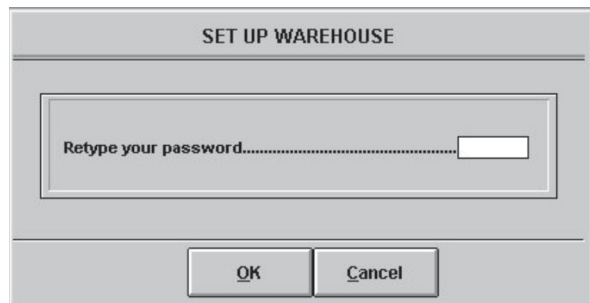 SET UP WAREHOUSE
Retype your password..................................................
OK
Cancel